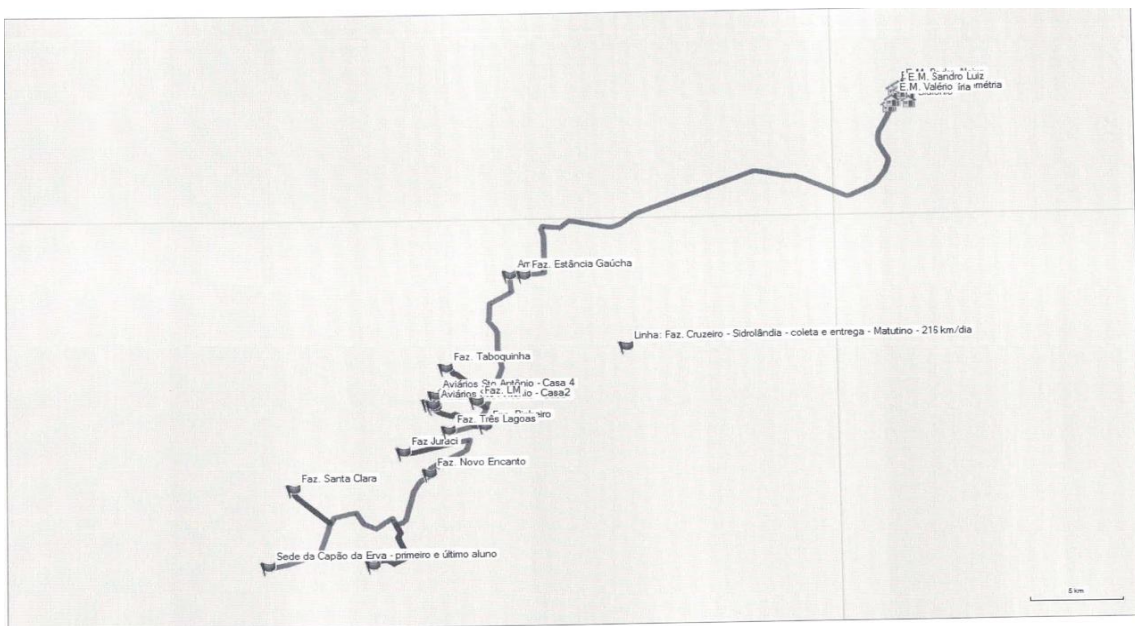 E.M. Sandro Luiz
E.M. Valério
Faz. Estância Gaúcha
Linha: Faz. Cruzeiro - Sidrolândia - coleta e entrega - Matutino - 216 km/dia
Faz. Taboquinha
Aviários Sto Antônio - Casa 4
Faz. LM
Aviários - Casa2
Faz. Três Lagoas
Faz Juraci
Faz. Novo Encanto
Faz. Santa Clara
Sede da Capão da Erva - primeiro e último aluno
5 km